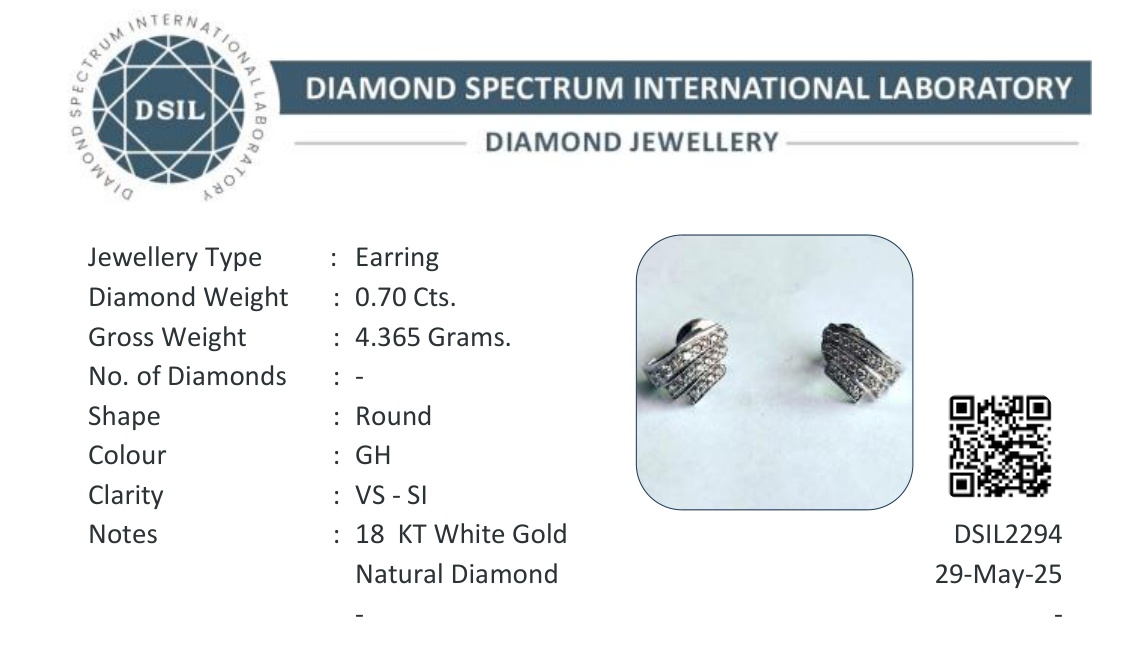 DIAMOND SPECTRUM INTERNATIONAL LABORATORY
DSIL
DIAMOND SPECTRUM INTERNATIONAL LABORATORY
DIAMOND JEWELLERY
Jewellery Type : Earring
Diamond Weight : 0.70 Cts.
Gross Weight : 4.365 Grams.
No. of Diamonds : -
Shape : Round
Colour : GH
Clarity : VS - SI
Notes : 18 KT White Gold
DSIL2294
Natural Diamond
29-May-25
-
-